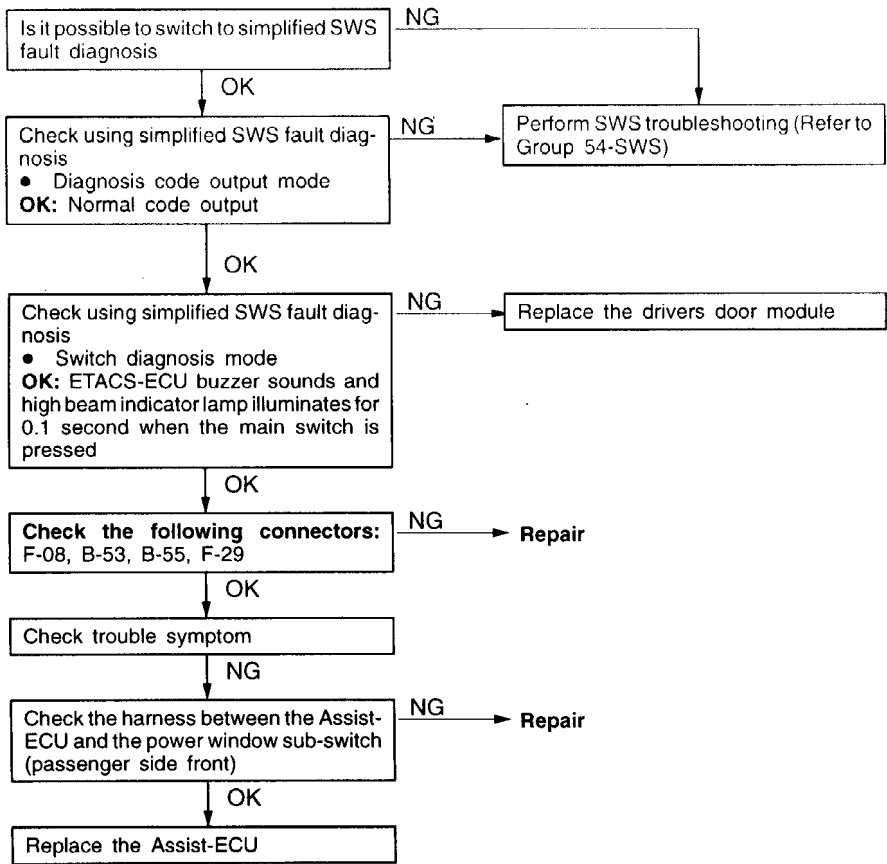 Is it possible to switch to simplified SWS
fault diagnosis
NG
OK
Check using simplified SWS fault diag-
nosis
● Diagnosis code output mode
OK: Normal code output
NG
Perform SWS troubleshooting (Refer to
Group 54-SWS)
OK
Check using simplified SWS fault diag-
nosis
● Switch diagnosis mode
OK: ETACS-ECU buzzer sounds and
high beam indicator lamp illuminates for
0.1 second when the main switch is
pressed
NG
Replace the drivers door module
OK
Check the following connectors:
F-08, B-53, B-55, F-29
NG
Repair
OK
Check trouble symptom
NG
Check the harness between the Assist-
ECU and the power window sub-switch
(passenger side front)
NG
Repair
OK
Replace the Assist-ECU